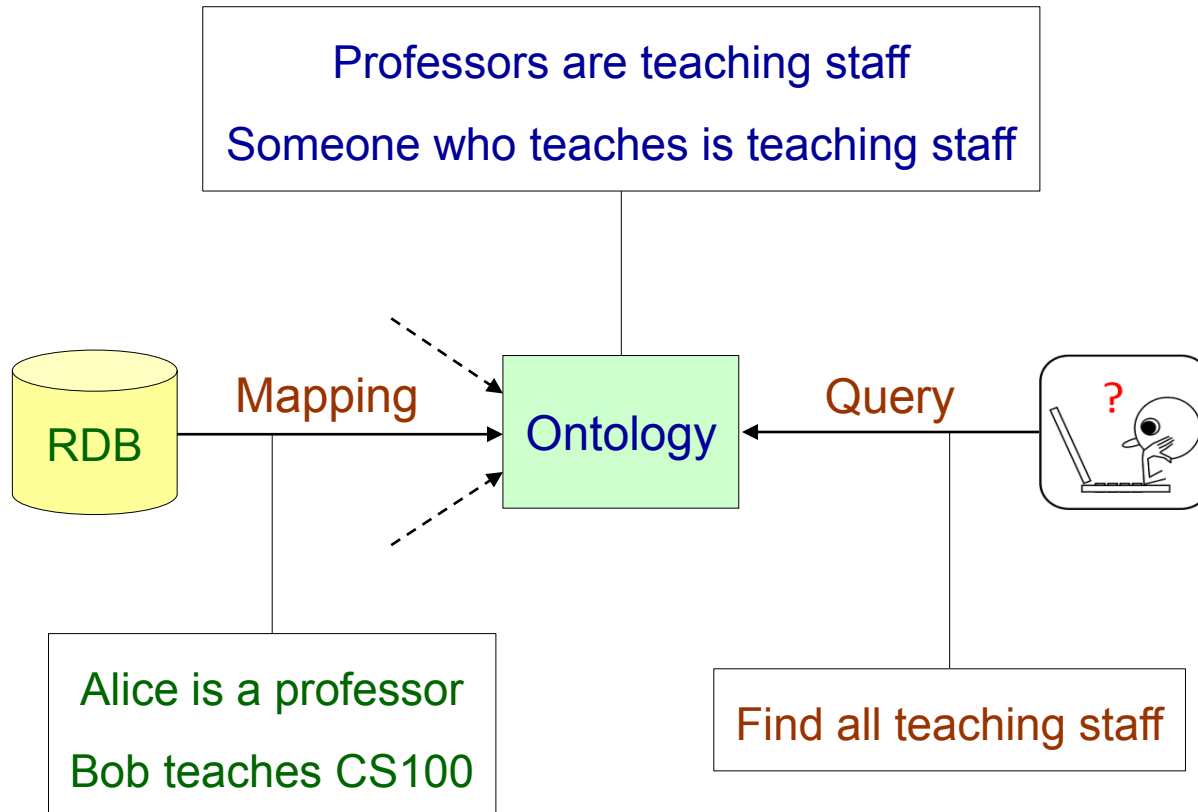 Professors are teaching staff
Someone who teaches is teaching staff
RDB
Mapping
Ontology
Query
?
Alice is a professor
Bob teaches CS100
Find all teaching staff